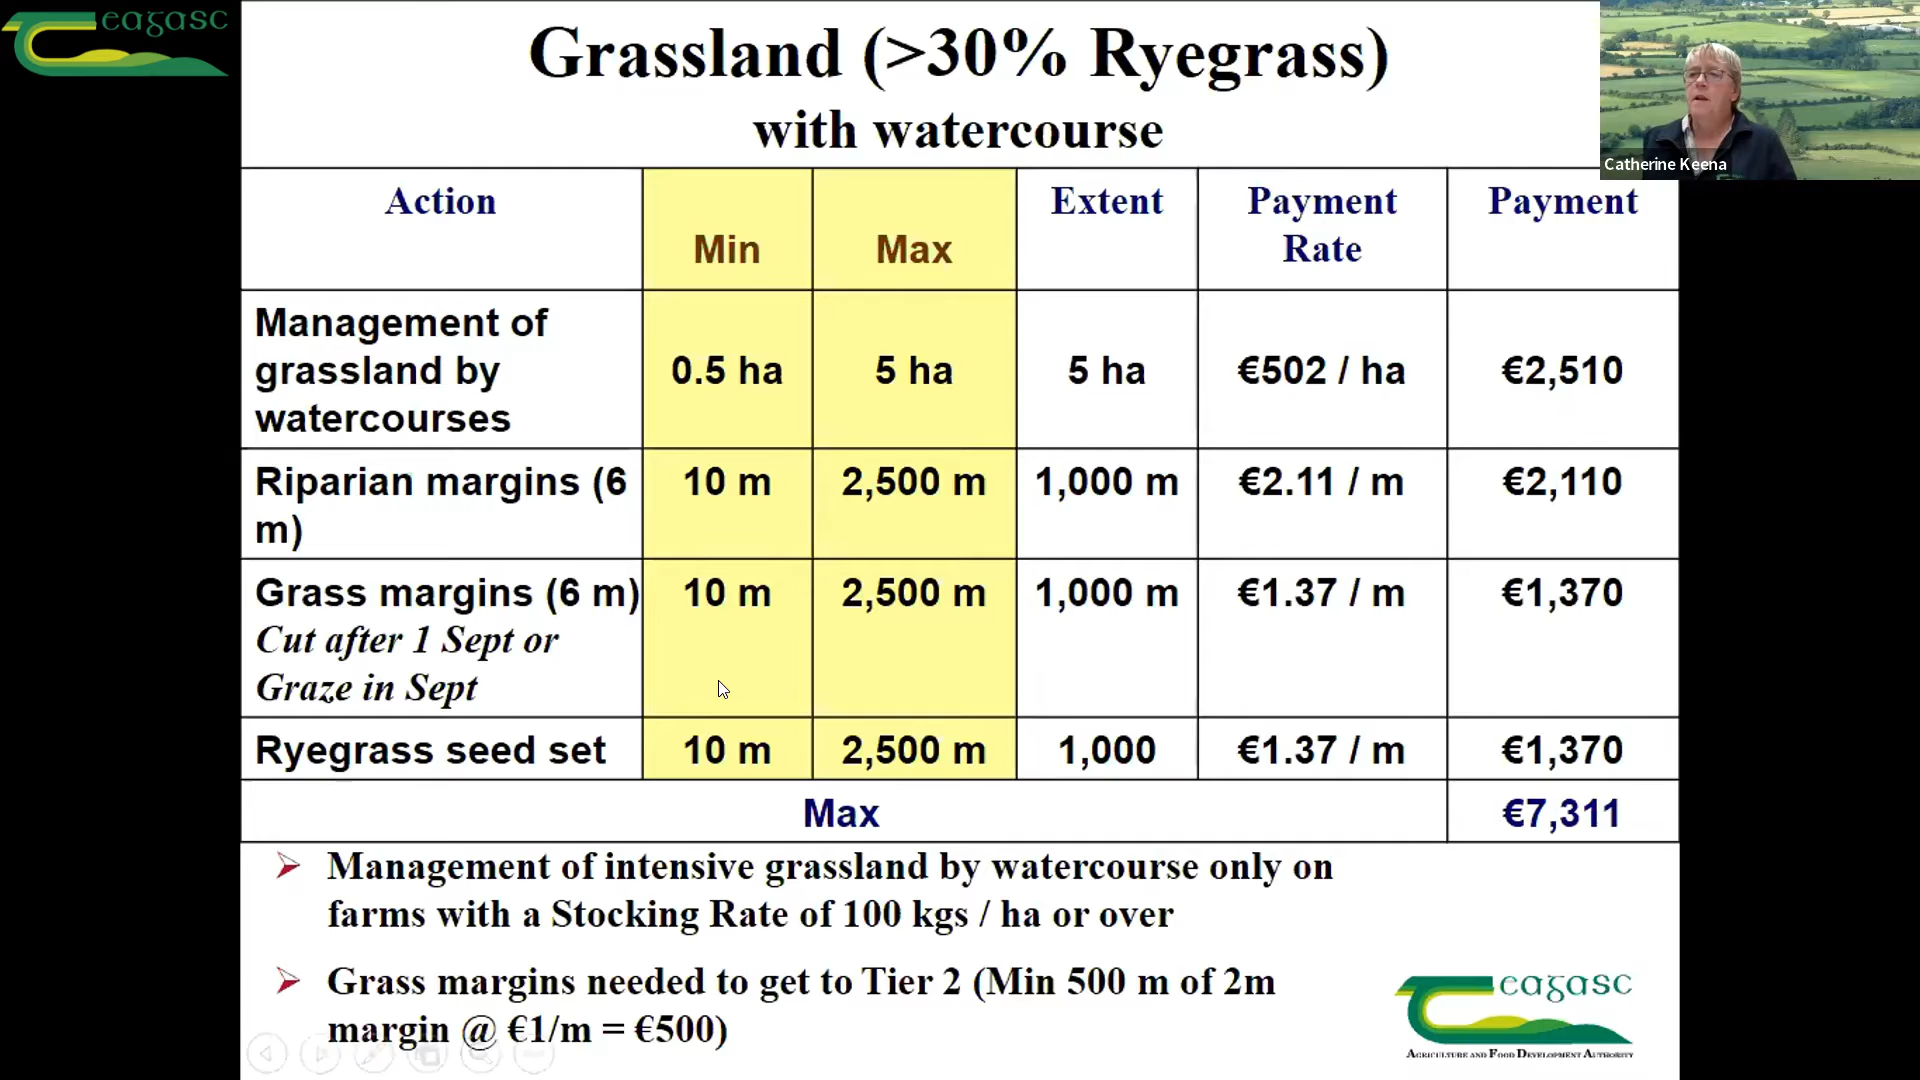 eagasc
Grassland (>30% Ryegrass)
with watercourse
Catherine Keena
Action
Min
Max
Extent
Payment
Rate
Payment
Management of
grassland by
watercourses
0.5 ha
5 ha
5 ha
€502 / ha
€2,510
Riparian margins (6
m)
10 m
2,500 m
1,000 m
€2.11 / m
€2,110
Grass margins (6 m)
Cut after 1 Sept or
Graze in Sept
10 m
2,500 m
1,000 m
€1.37 / m
€1,370
Ryegrass seed set
10 m
2,500 m
1,000
€1.37 / m
€1,370
Max
€7,311
Management of intensive grassland by watercourse only on
farms with a Stocking Rate of 100 kgs / ha or over
Grass margins needed to get to Tier 2 (Min 500 m of 2m
margin @ €1/m = €500)
eagasc
AGRICULTURE AND FOOD DEVELOPMENT AUTHORITY